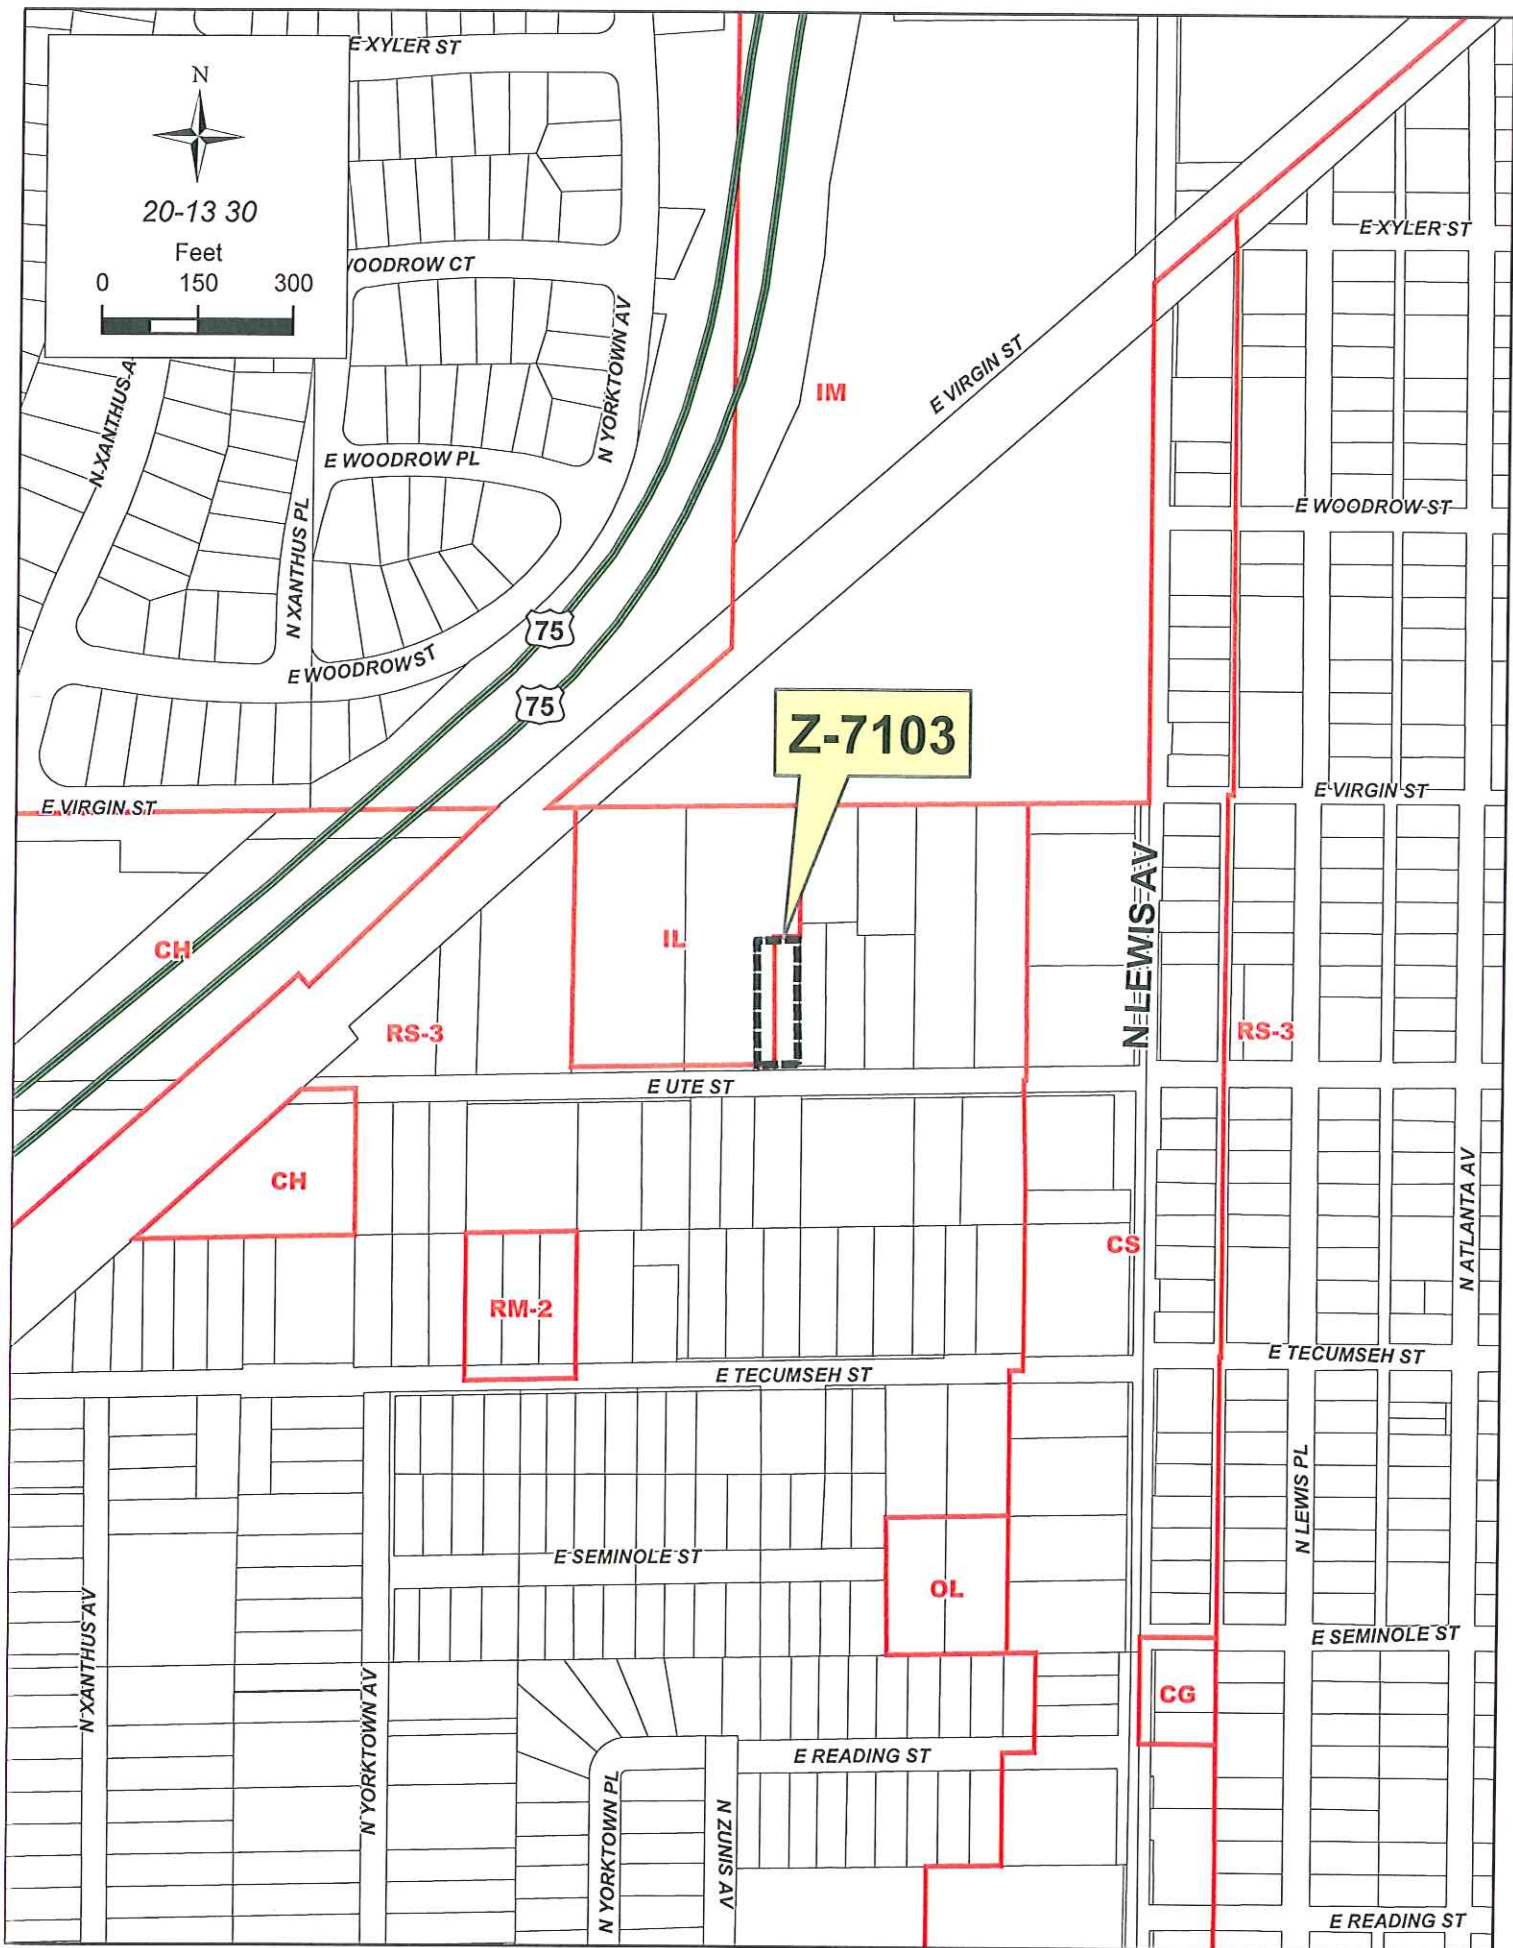 E XYLER ST
N
20-13 30
Feet
0 150 300
E XYLER ST
WOODROW CT
N YORKTOWN AV
E VIRGIN ST
IM
N XANTHUS A
E WOODROW PL
N XANTHUS PL
E WOODROW ST
75
E WOODROW ST
75
Z-7103
E VIRGIN ST
E VIRGIN ST
N LEWIS AV
CH
IL
RS-3
RS-3
E UTE ST
CH
CS
N ATLANTA AV
RM-2
E TECUMSEH ST
E TECUMSEH ST
N LEWIS PL
E SEMINOLE ST
OL
N XANTHUS AV
E SEMINOLE ST
N YORKTOWN AV
CG
E READING ST
N YORKTOWN PL
N ZUNIS AV
E READING ST